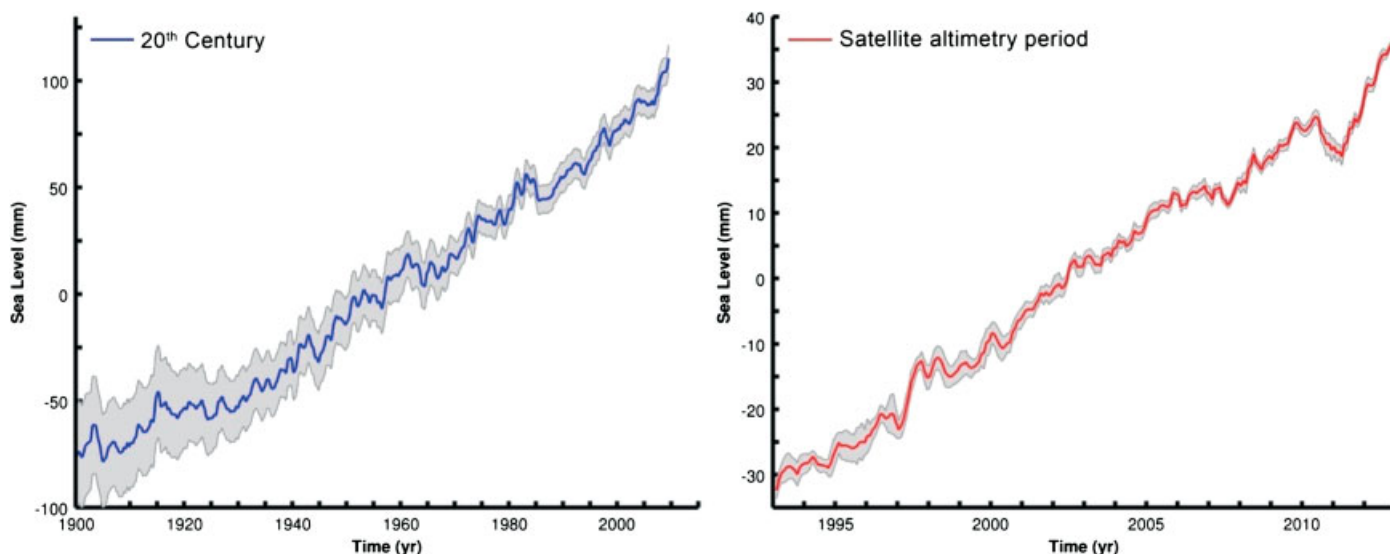 20th Century
100
50
0
-50
-100
Sea Level (mm)
1900 1920 1940 1960 1980 2000
Time (yr)
Satellite altimetry period
40
30
20
10
0
-10
-20
-30
Sea Level (mm)
1995 2000 2005 2010
Time (yr)